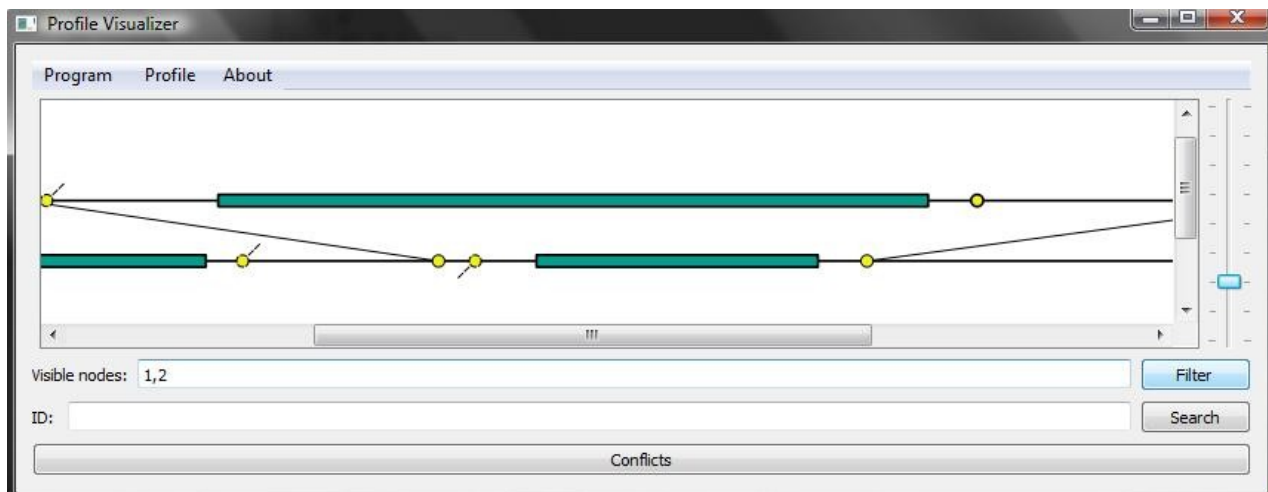 Profile Visualizer
Program Profile About
Visible nodes: 1,2 Filter
ID: Search
Conflicts